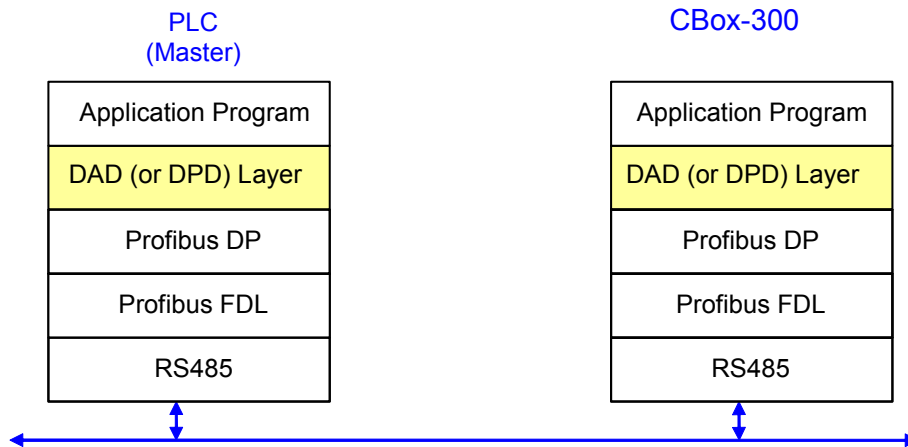 PLC
(Master)
CBox-300
Application Program
DAD (or DPD) Layer
Profibus DP
Profibus FDL
RS485
Application Program
DAD (or DPD) Layer
Profibus DP
Profibus FDL
RS485